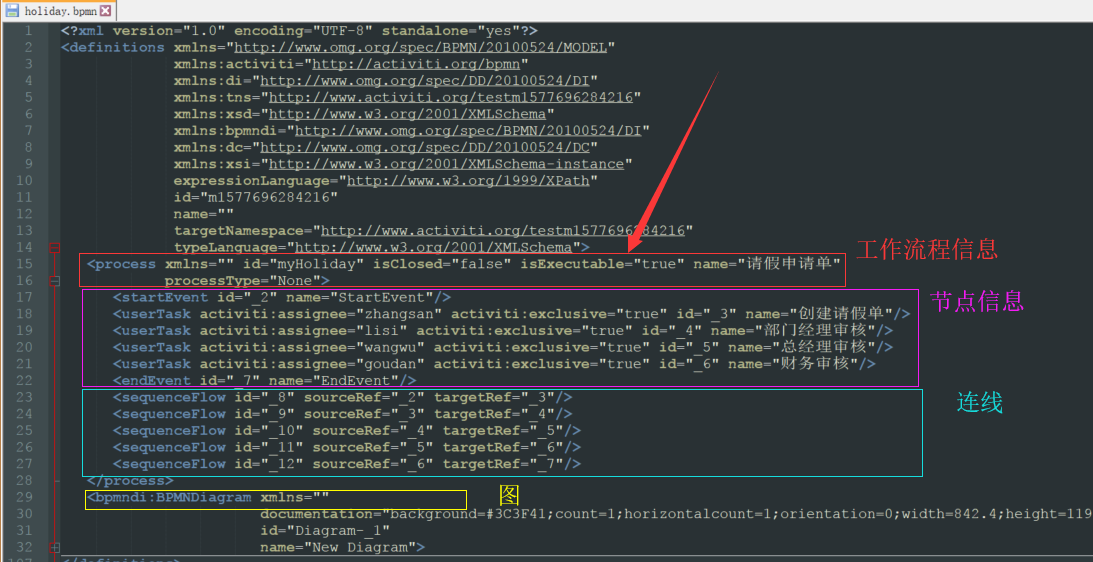 holiday.bpmn
1 <?xml version="1.0" encoding="UTF-8" standalone="yes"?>
2 <definitions xmlns="http://www.omg.org/spec/BPMN/20100524/MODEL"
3 xmlns:activiti="http://activiti.org/bpmn"
4 xmlns:di="http://www.omg.org/spec/DD/20100524/DI"
5 xmlns:tns="http://www.activiti.org/testm1577696284216"
6 xmlns:xsd="http://www.w3.org/2001/XMLSchema"
7 xmlns:bpmndi="http://www.omg.org/spec/BPMN/20100524/DI"
8 xmlns:dc="http://www.omg.org/spec/DD/20100524/DC"
9 xmlns:xsi="http://www.w3.org/2001/XMLSchema-instance"
10 expressionLanguage="http://www.w3.org/1999/XPath"
11 id="m1577696284216"
12 name=""
13 targetNamespace="http://www.activiti.org/testm1577696284216"
14 typeLanguage="http://www.w3.org/2001/XMLSchema">
15 <process xmlns="" id="myHoliday" isClosed="false" isExecutable="true" name="请假申请单"
工作流程信息
16 processType="None">
17 <startEvent id="_2" name="StartEvent"/>
节点信息
18 <userTask activiti:assignee="zhangsan" activiti:exclusive="true" id="_3" name="创建请假单"/>
19 <userTask activiti:assignee="lisi" activiti:exclusive="true" id="_4" name="部门经理审核"/>
20 <userTask activiti:assignee="wangwu" activiti:exclusive="true" id="_5" name="总经理审核"/>
21 <userTask activiti:assignee="goudan" activiti:exclusive="true" id="_6" name="财务审核"/>
22 <endEvent id="_7" name="EndEvent"/>
23 <sequenceFlow id="_8" sourceRef="_2" targetRef="_3"/>
连线
24 <sequenceFlow id="_9" sourceRef="_3" targetRef="_4"/>
25 <sequenceFlow id="_10" sourceRef="_4" targetRef="_5"/>
26 <sequenceFlow id="_11" sourceRef="_5" targetRef="_6"/>
27 <sequenceFlow id="_12" sourceRef="_6" targetRef="_7"/>
28 </process>
29 <bpmndi:BPMNDiagram xmlns=""
图
30 documentation="background=#3C3F41;count=1;horizontalcount=1;orientation=0;width=842.4;height=119
31 id="Diagram-_1"
32 name="New Diagram">